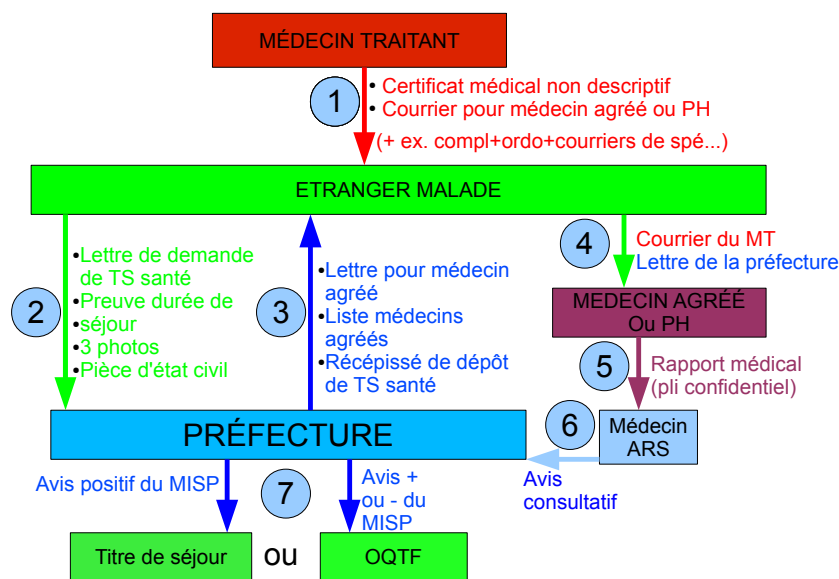 MÉDECIN TRAITANT
1
• Certificat médical non descriptif
• Courrier pour médecin agréé ou PH
(+ ex. compl+ordo+courriers de spé...)
ETRANGER MALADE
2
•Lettre de demande
de TS santé
•Preuve durée de
•séjour
•3 photos
•Pièce d'état civil
3
•Lettre pour médecin
agréé
•Liste médecins
agréés
•Récépissé de dépôt
de TS santé
4
Courrier du MT
Lettre de la préfecture
MEDECIN AGRÉÉ
Ou PH
5
Rapport médical
(pli confidentiel)
Médecin
ARS
6
Avis
consultatif
PRÉFECTURE
Avis positif du MISP
7
Avis +
ou - du
MISP
Titre de séjour
ou
OQTF